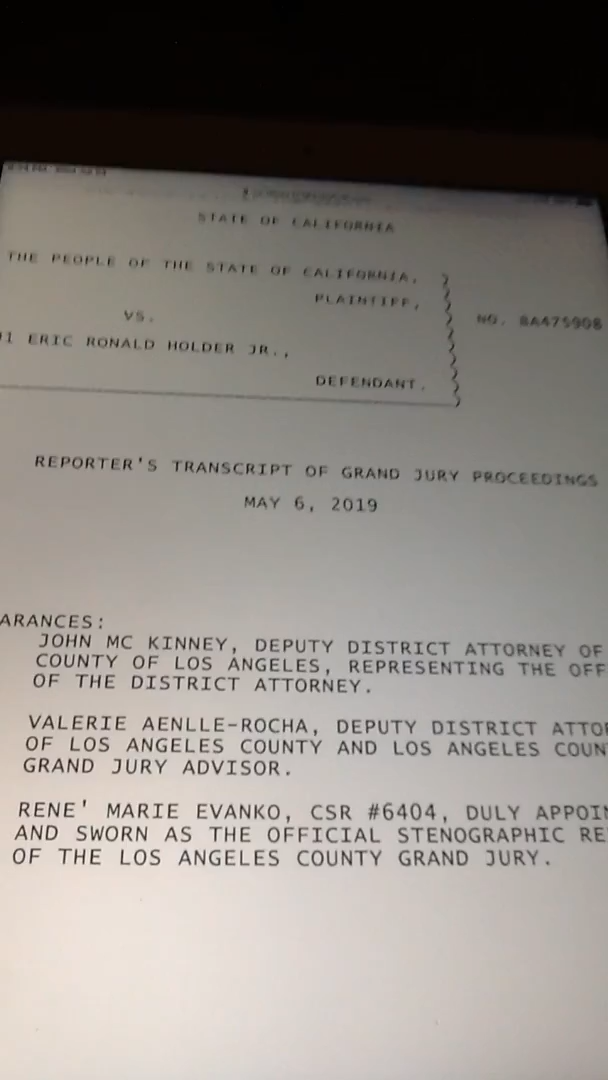 STATE OF CALIFORNIA
THE PEOPLE OF THE STATE OF CALIFORNIA,
PLAINTIFF,
VS.
NO. BA475908
01 ERIC RONALD HOLDER JR.,
DEFENDANT.
REPORTER'S TRANSCRIPT OF GRAND JURY PROCEEDINGS
MAY 6, 2019
ARANCES:
JOHN MC KINNEY, DEPUTY DISTRICT ATTORNEY OF
COUNTY OF LOS ANGELES, REPRESENTING THE OFF
OF THE DISTRICT ATTORNEY.
VALERIE AENLLE-ROCHA, DEPUTY DISTRICT ATTO
OF LOS ANGELES COUNTY AND LOS ANGELES COUN
GRAND JURY ADVISOR.
RENE' MARIE EVANKO, CSR #6404, DULY APPOIN
AND SWORN AS THE OFFICIAL STENOGRAPHIC RE
OF THE LOS ANGELES COUNTY GRAND JURY.